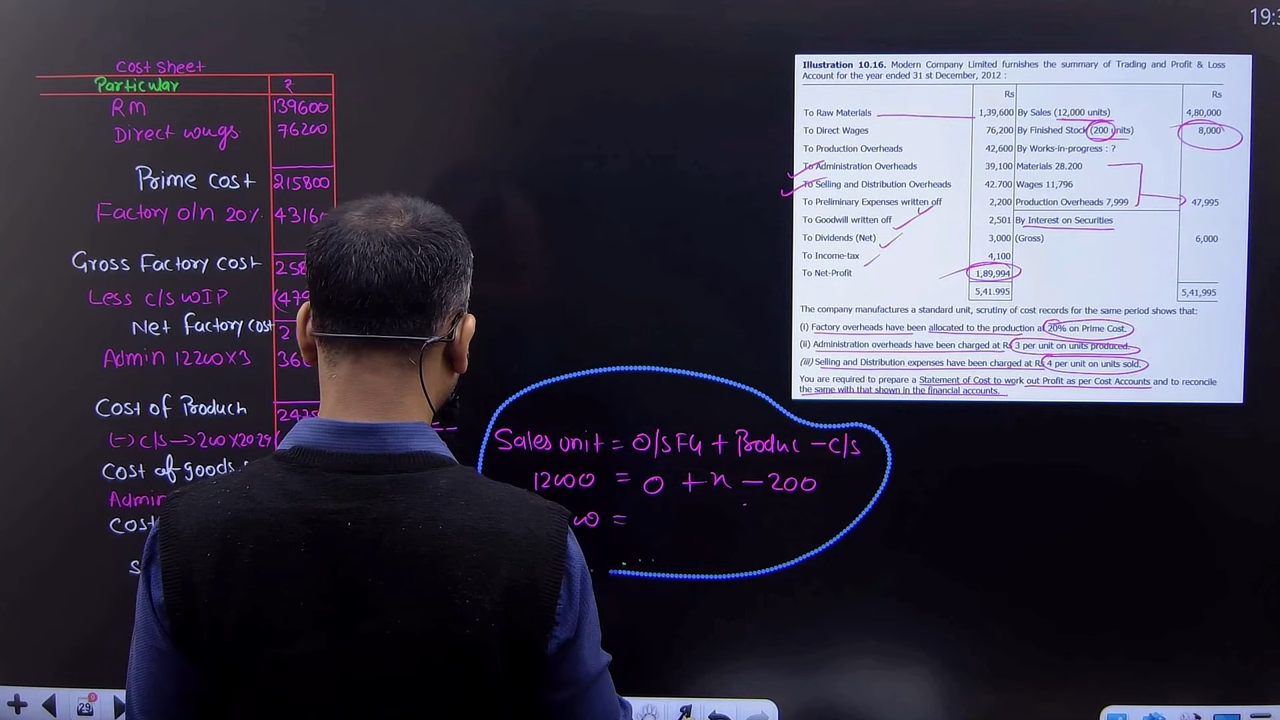 19:3
Cost Sheet
Particular ₹
RM 139600
Direct wages 76200
Prime cost 215800
Factory o/h 20% 4316
Gross Factory cost 258
Less c/s WIP (479
Net Factory cost 2
Admin 12200×3 366
Cost of Produch 2475
(-) c/s → 200×20.29
Cost of goods
Admin
Cost
S
Sales unit = O/S FG + Produc - C/S
12000 = 0 + x - 200
00 =
Illustration 10.16. Modern Company Limited furnishes the summary of Trading and Profit & Loss
Account for the year ended 31 st December, 2012 :
Rs Rs
To Raw Materials 1,39,600 By Sales (12,000 units) 4,80,000
To Direct Wages 76,200 By Finished Stock (200 units) 8,000
To Production Overheads 42,600 By Works-in-progress : ?
To Administration Overheads 39,100 Materials 28.200
To Selling and Distribution Overheads 42.700 Wages 11,796
To Preliminary Expenses written off 2,200 Production Overheads 7,999 47,995
To Goodwill written off 2,501 By Interest on Securities
To Dividends (Net) 3,000 (Gross) 6,000
To Income-tax 4,100
To Net-Profit 1,89,994
5,41.995 5,41,995
The company manufactures a standard unit, scrutiny of cost records for the same period shows that:
(i) Factory overheads have been allocated to the production at 20% on Prime Cost.
(ii) Administration overheads have been charged at Rs 3 per unit on units produced.
(iii) Selling and Distribution expenses have been charged at Rs 4 per unit on units sold.
You are required to prepare a Statement of Cost to work out Profit as per Cost Accounts and to reconcile
the same with that shown in the financial accounts.
29
6